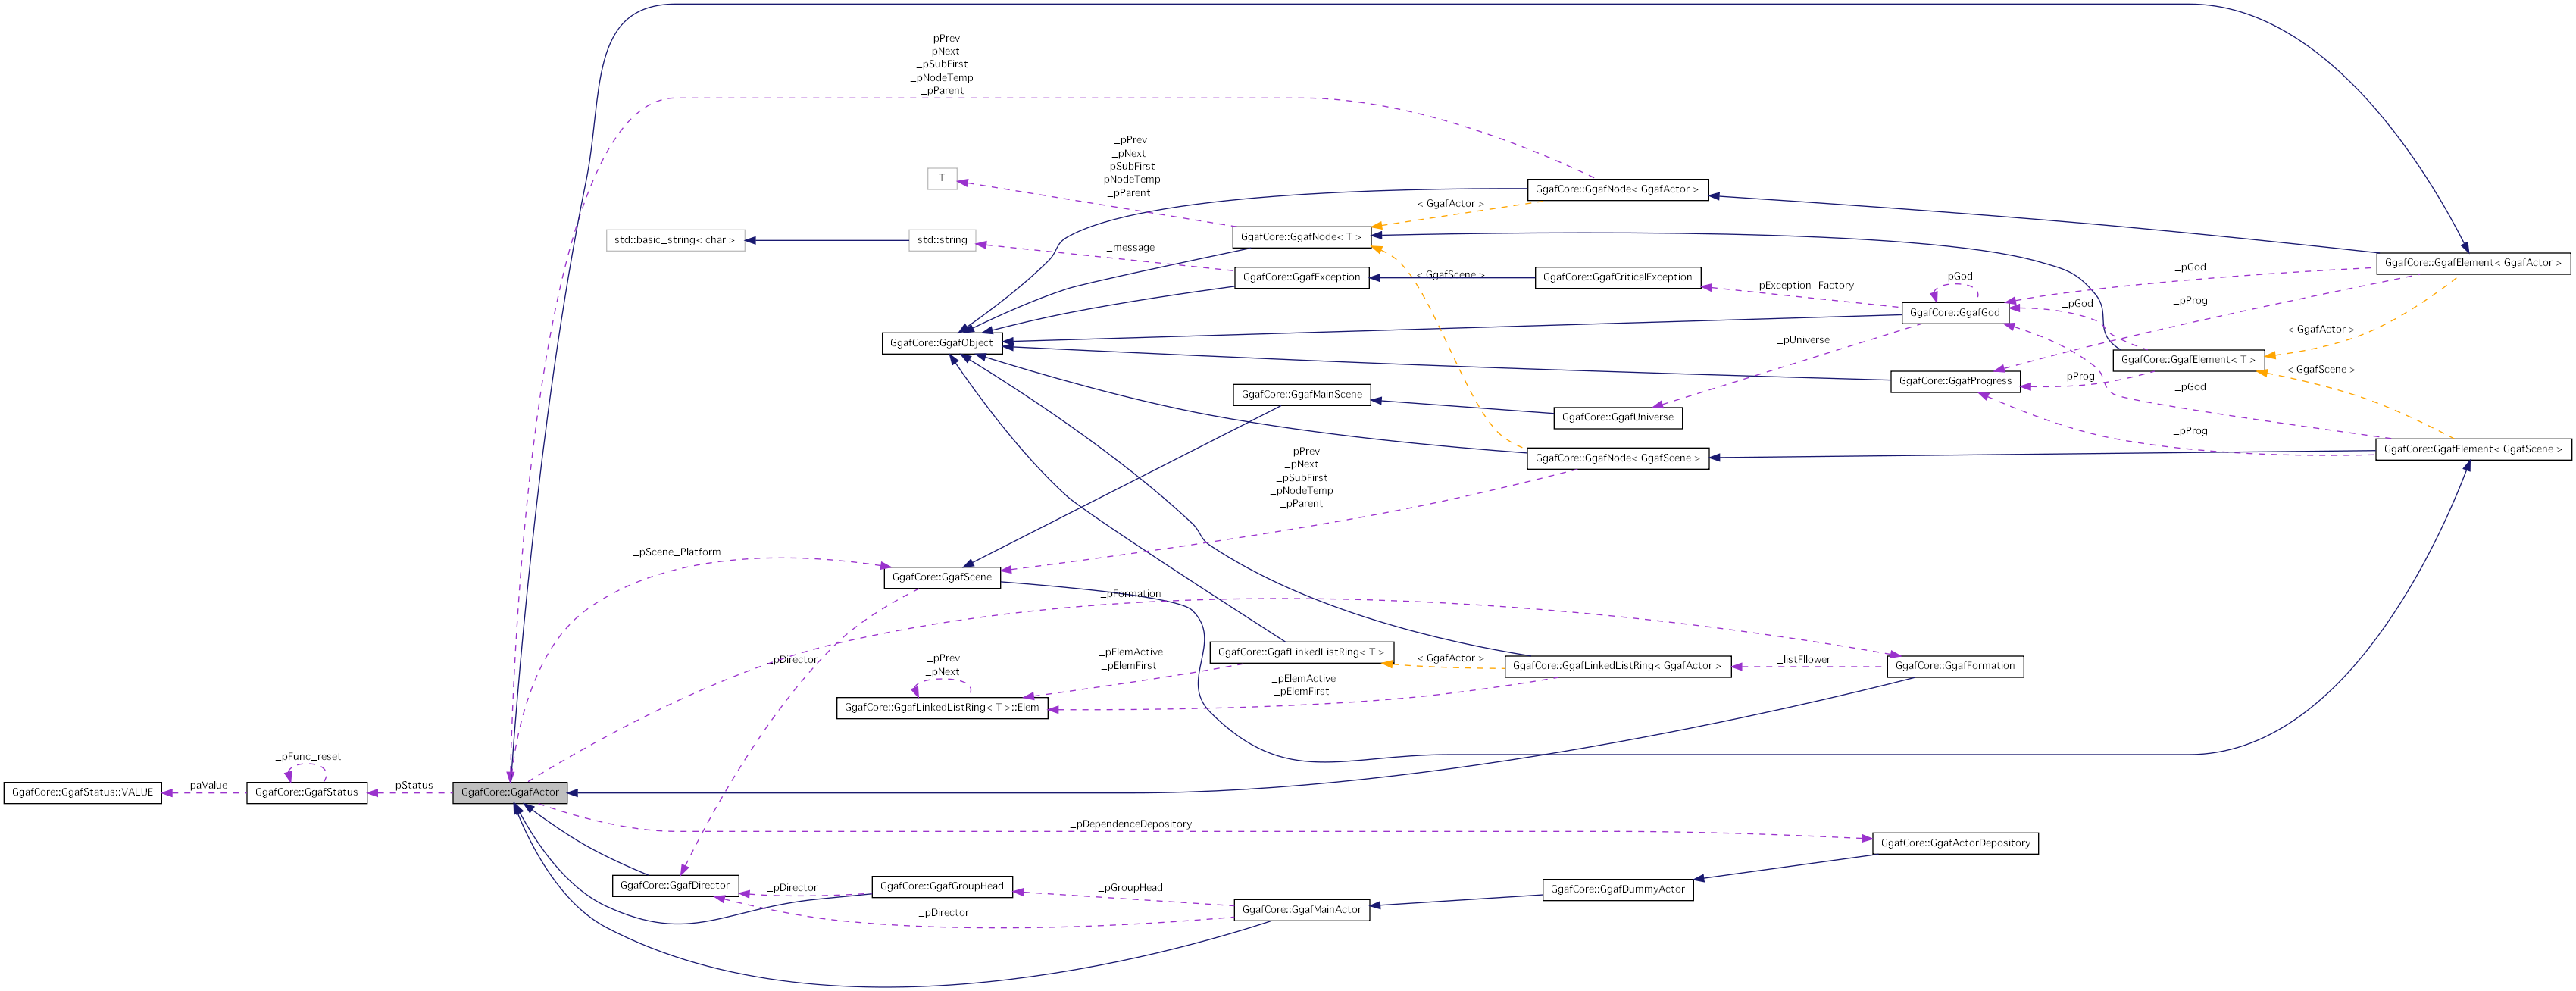 _pPrev
_pNext
_pSubFirst
_pNodeTemp
_pParent
_pPrev
_pNext
_pSubFirst
_pNodeTemp
_pParent
T
GgafCore::GgafNode< GgafActor >
< GgafActor >
std::basic_string< char >
std::string
_message
GgafCore::GgafNode< T >
GgafCore::GgafElement< GgafActor >
GgafCore::GgafException
< GgafScene >
GgafCore::GgafCriticalException
_pException_Factory
_pGod
_pGod
_pGod
_pProg
GgafCore::GgafGod
< GgafActor >
GgafCore::GgafObject
_pUniverse
GgafCore::GgafElement< T >
< GgafScene >
GgafCore::GgafProgress
_pProg
_pGod
GgafCore::GgafMainScene
GgafCore::GgafUniverse
_pProg
GgafCore::GgafElement< GgafScene >
GgafCore::GgafNode< GgafScene >
_pPrev
_pNext
_pSubFirst
_pNodeTemp
_pParent
_pScene_Platform
GgafCore::GgafScene
_pFormation
_pDirector
_pPrev
_pNext
_pElemActive
_pElemFirst
GgafCore::GgafLinkedListRing< T >
< GgafActor >
GgafCore::GgafLinkedListRing< GgafActor >
_listFllower
GgafCore::GgafFormation
_pElemActive
_pElemFirst
GgafCore::GgafLinkedListRing< T >::Elem
_pFunc_reset
GgafCore::GgafStatus::VALUE
_paValue
GgafCore::GgafStatus
_pStatus
GgafCore::GgafActor
_pDependenceDepository
GgafCore::GgafActorDepository
GgafCore::GgafDirector
_pDirector
GgafCore::GgafGroupHead
_pGroupHead
GgafCore::GgafDummyActor
_pDirector
GgafCore::GgafMainActor